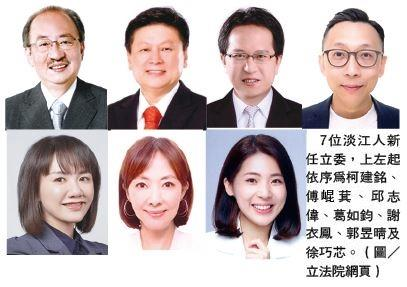 7位淡江人新
任立委，上左起
依序為柯建銘、
傅崐萁、邱志
偉、葛如鈞、謝
衣鳳、郭昱晴及
徐巧芯。（圖／
立法院網頁）